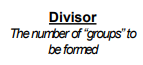 Divisor
The number of “groups” to
be formed